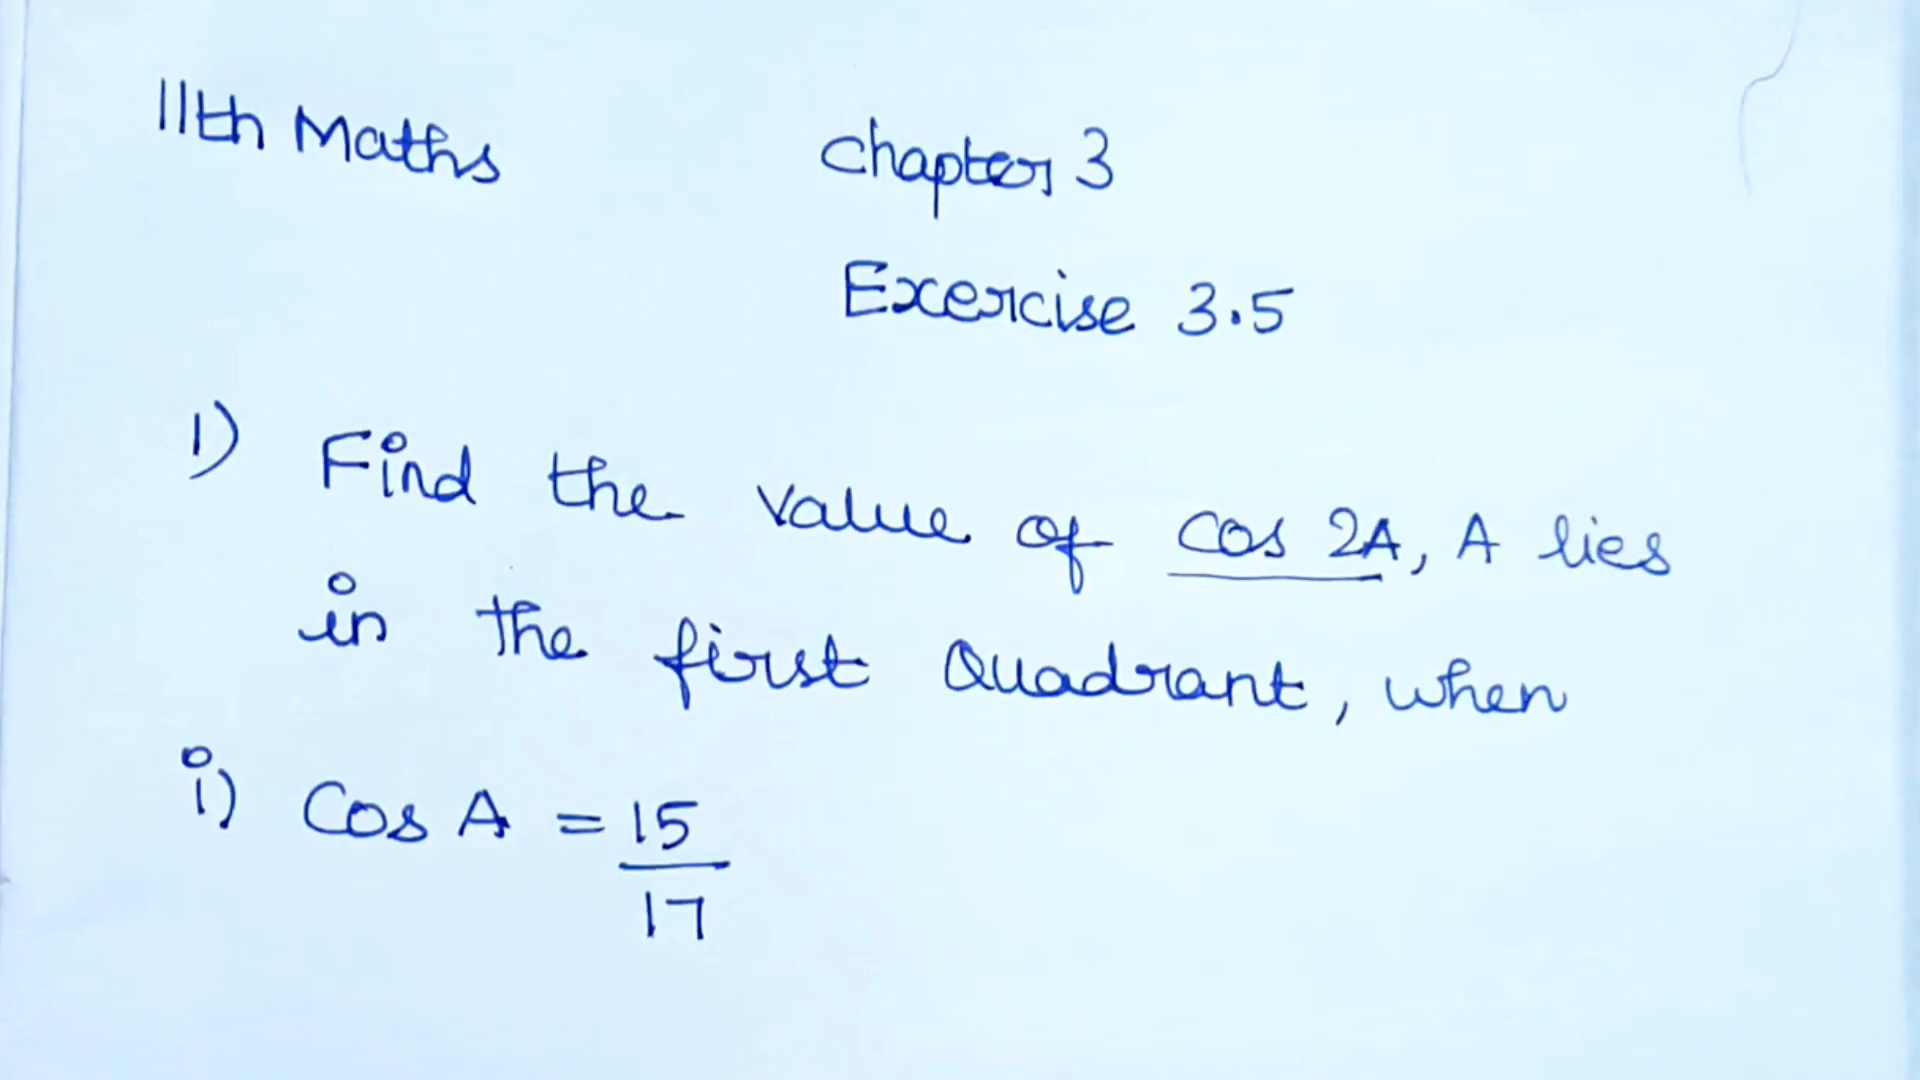 11th Maths
Chapter 3
Exercise 3.5
1) Find the value of cos 2A, A lies
in the first Quadrant, when
i) Cos A = 15/17